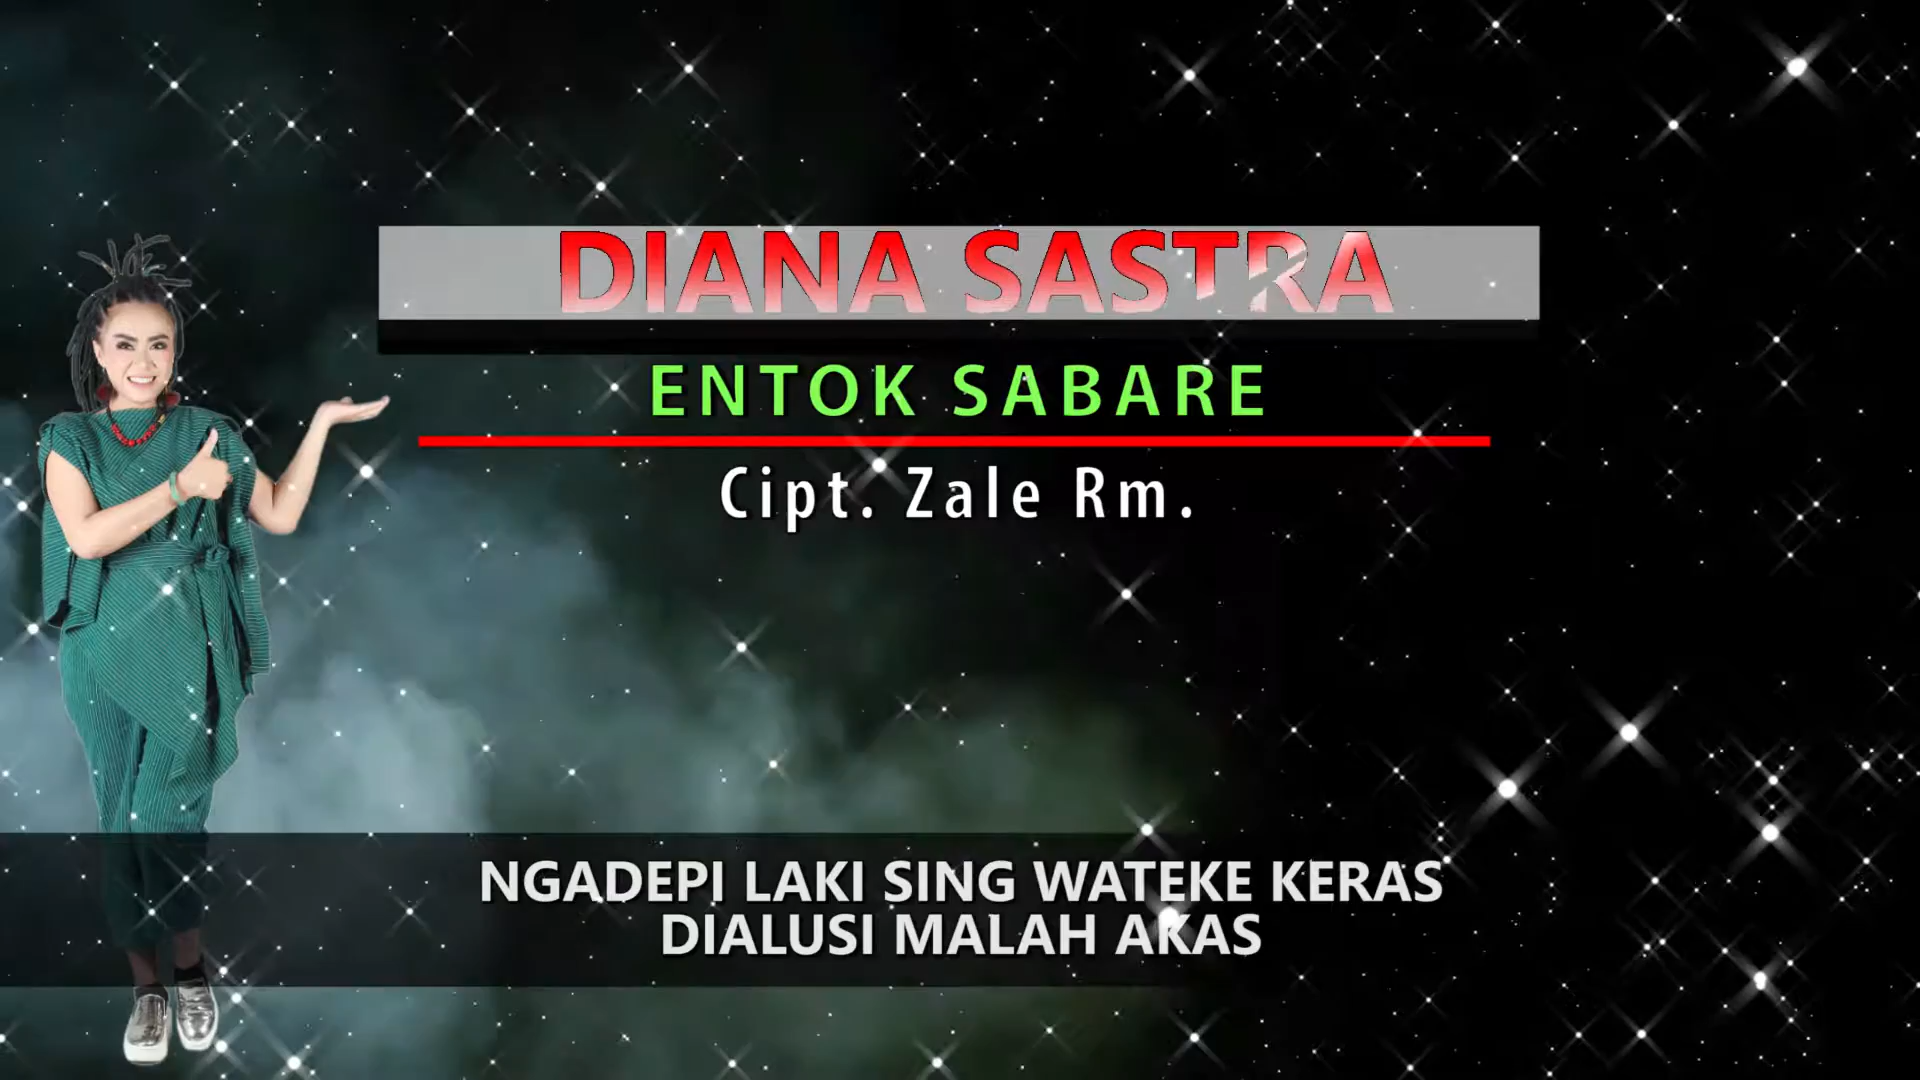 DIANA SASTRA
ENTOK SABARE
Cipt. Zale Rm.
NGADEPI LAKI SING WATEKE KERAS
DIALUSI MALAH AKAS